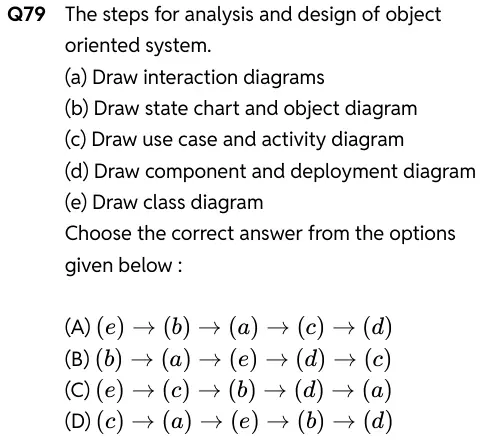 Q79 The steps for analysis and design of object
oriented system.
(a) Draw interaction diagrams
(b) Draw state chart and object diagram
(c) Draw use case and activity diagram
(d) Draw component and deployment diagram
(e) Draw class diagram
Choose the correct answer from the options
given below :
(A) (e) → (b) → (a) → (c) → (d)
(B) (b) → (a) → (e) → (d) → (c)
(C) (e) → (c) → (b) → (d) → (a)
(D) (c) → (a) → (e) → (b) → (d)